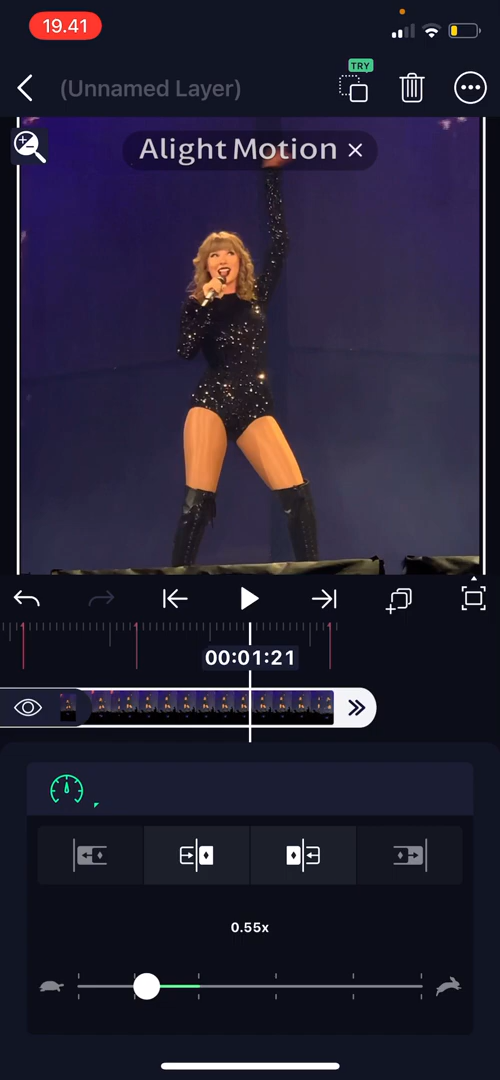 19.41
(Unnamed Layer)
TRY
Alight Motion
00:01:21
0.55x